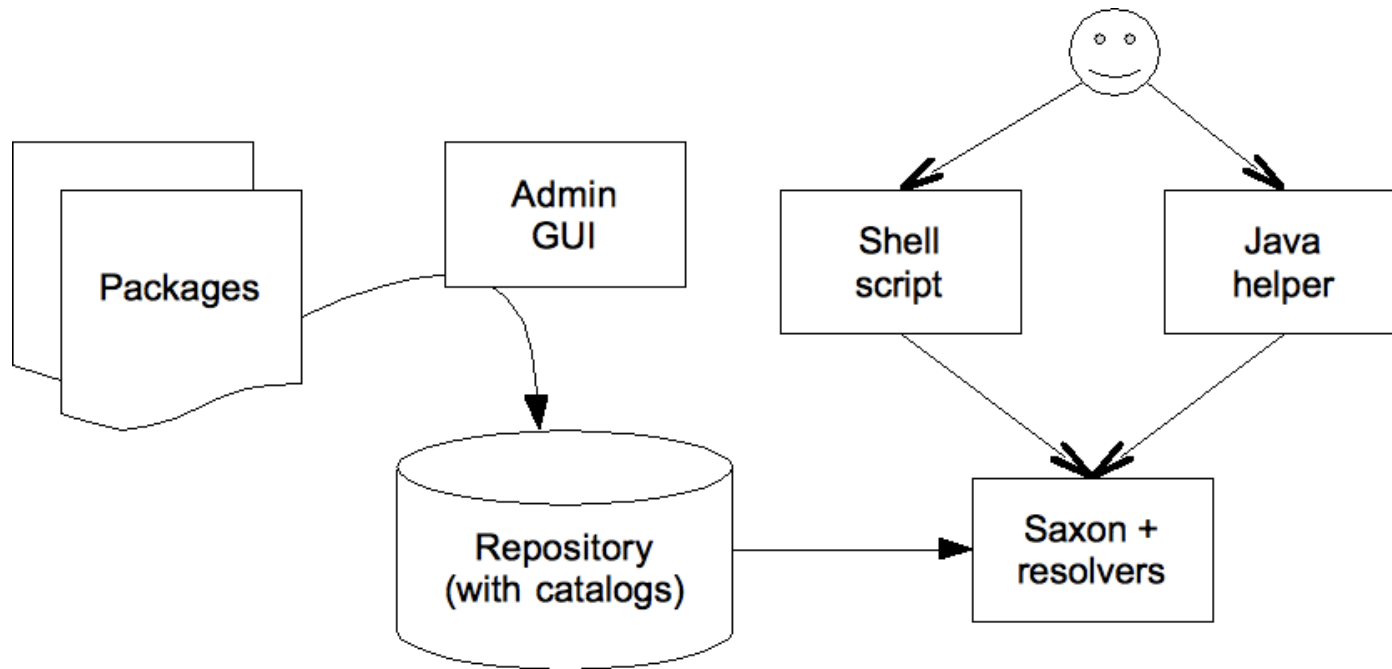 Admin
GUI
Packages
Shell
script
Java
helper
Repository
(with catalogs)
Saxon +
resolvers